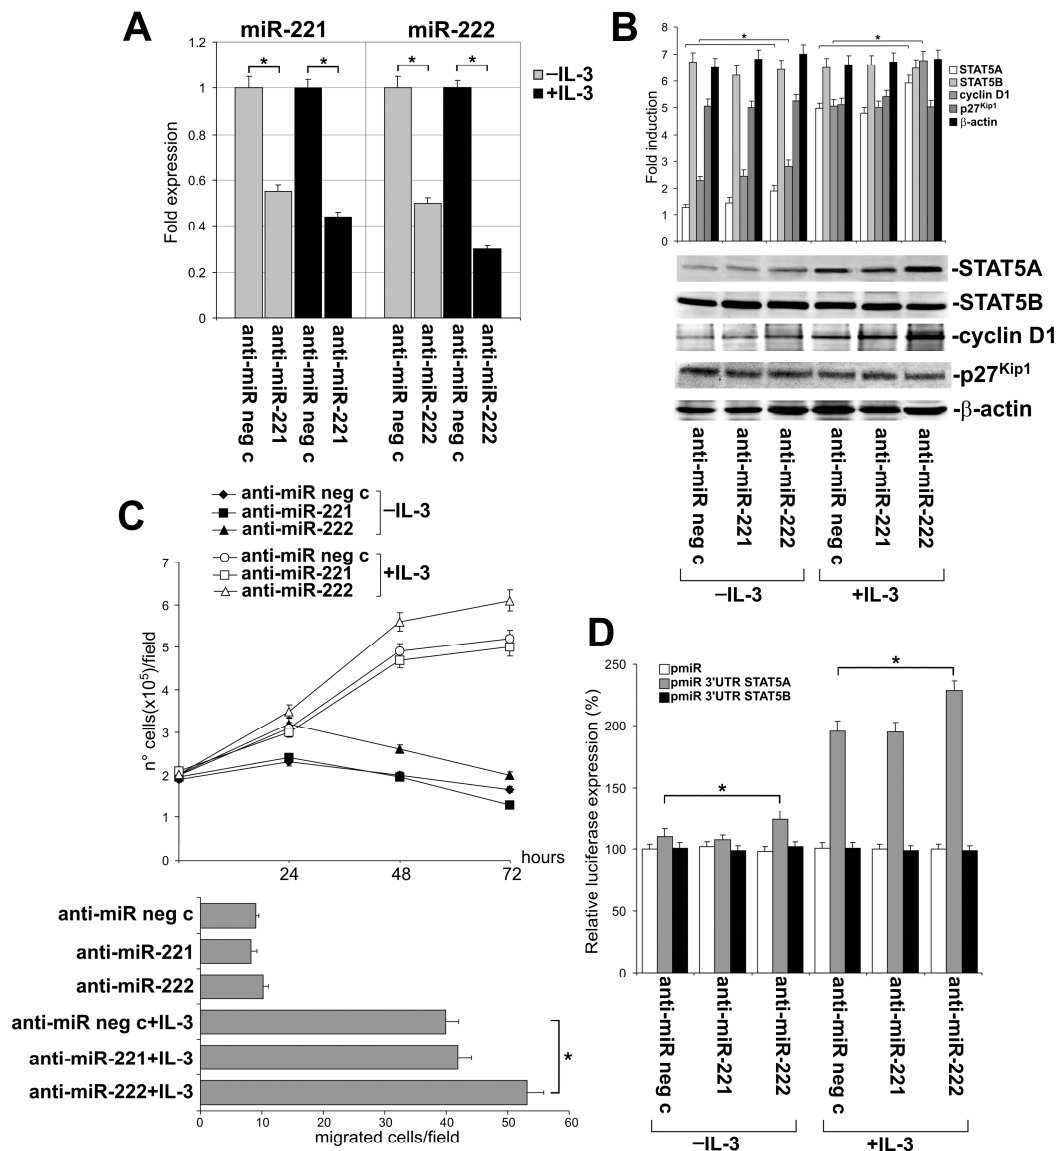 A
miR-221
miR-222
1.2
1
0.8
0.6
0.4
0.2
0
Fold expression
*
*
*
*
–IL-3
+IL-3
anti-miR neg c
anti-miR-221
anti-miR neg c
anti-miR-221
anti-miR neg c
anti-miR-222
anti-miR neg c
anti-miR-222
B
8
7
6
5
4
3
2
1
0
Fold induction
*
*
STAT5A
STAT5B
cyclin D1
p27Kip1
β-actin
-STAT5A
-STAT5B
-cyclin D1
-p27Kip1
-β-actin
anti-miR neg c
anti-miR-221
anti-miR-222
anti-miR neg c
anti-miR-221
anti-miR-222
–IL-3
+IL-3
C
anti-miR neg c
anti-miR-221
anti-miR-222
–IL-3
anti-miR neg c
anti-miR-221
anti-miR-222
+IL-3
7
6
5
4
3
2
1
0
n° cells(x10⁵)/field
24
48
72
hours
anti-miR neg c
anti-miR-221
anti-miR-222
anti-miR neg c+IL-3
anti-miR-221+IL-3
anti-miR-222+IL-3
*
0
10
20
30
40
50
60
migrated cells/field
D
250
200
150
100
50
0
Relative luciferase expression (%)
pmiR
pmiR 3'UTR STAT5A
pmiR 3'UTR STAT5B
*
*
anti-miR neg c
anti-miR-221
anti-miR-222
anti-miR neg c
anti-miR-221
anti-miR-222
–IL-3
+IL-3